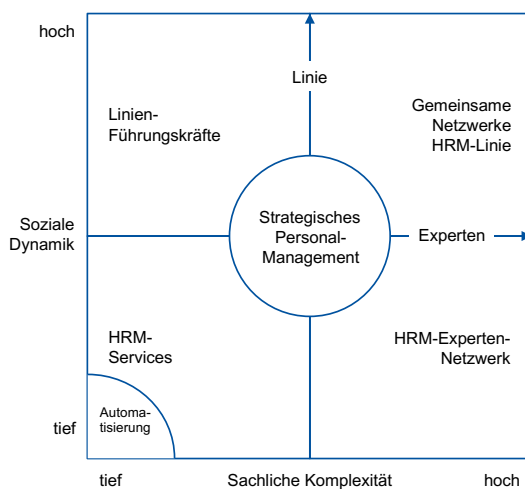 hoch
Linie
Linien-
Führungskräfte
Gemeinsame
Netzwerke
HRM-Linie
Soziale
Dynamik
Strategisches
Personal-
Management
Experten
HRM-
Services
HRM-Experten-
Netzwerk
Automa-
tisierung
tief
tief
Sachliche Komplexität
hoch